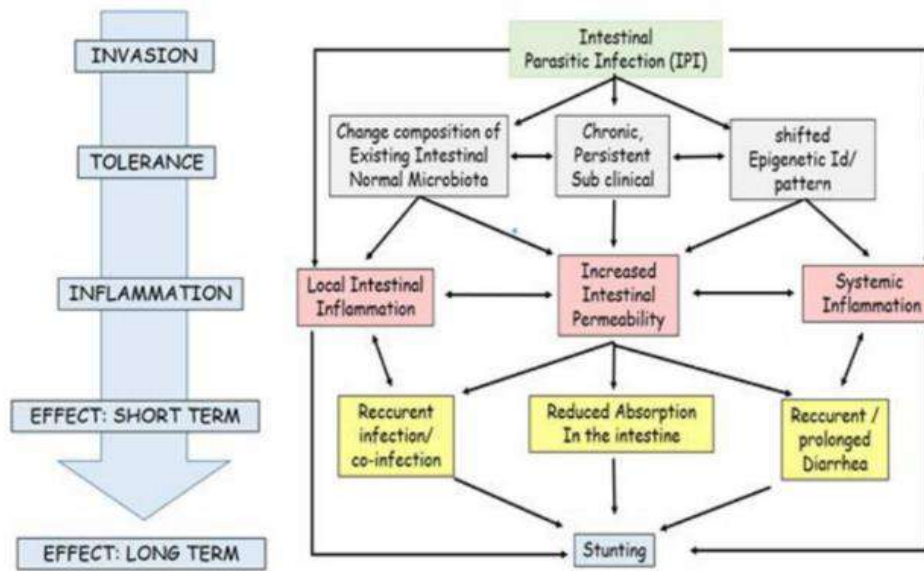 INVASION
TOLERANCE
INFLAMMATION
EFFECT: SHORT TERM
EFFECT: LONG TERM
Intestinal
Parasitic Infection (IPI)
Change composition of
Existing Intestinal
Normal Microbiota
Chronic,
Persistent
Sub clinical
shifted
Epigenetic Id/
pattern
Local Intestinal
Inflammation
Increased
Intestinal
Permeability
Systemic
Inflammation
Reccurent
infection/
co-infection
Reduced Absorption
In the intestine
Reccurent /
prolonged
Diarrhea
Stunting